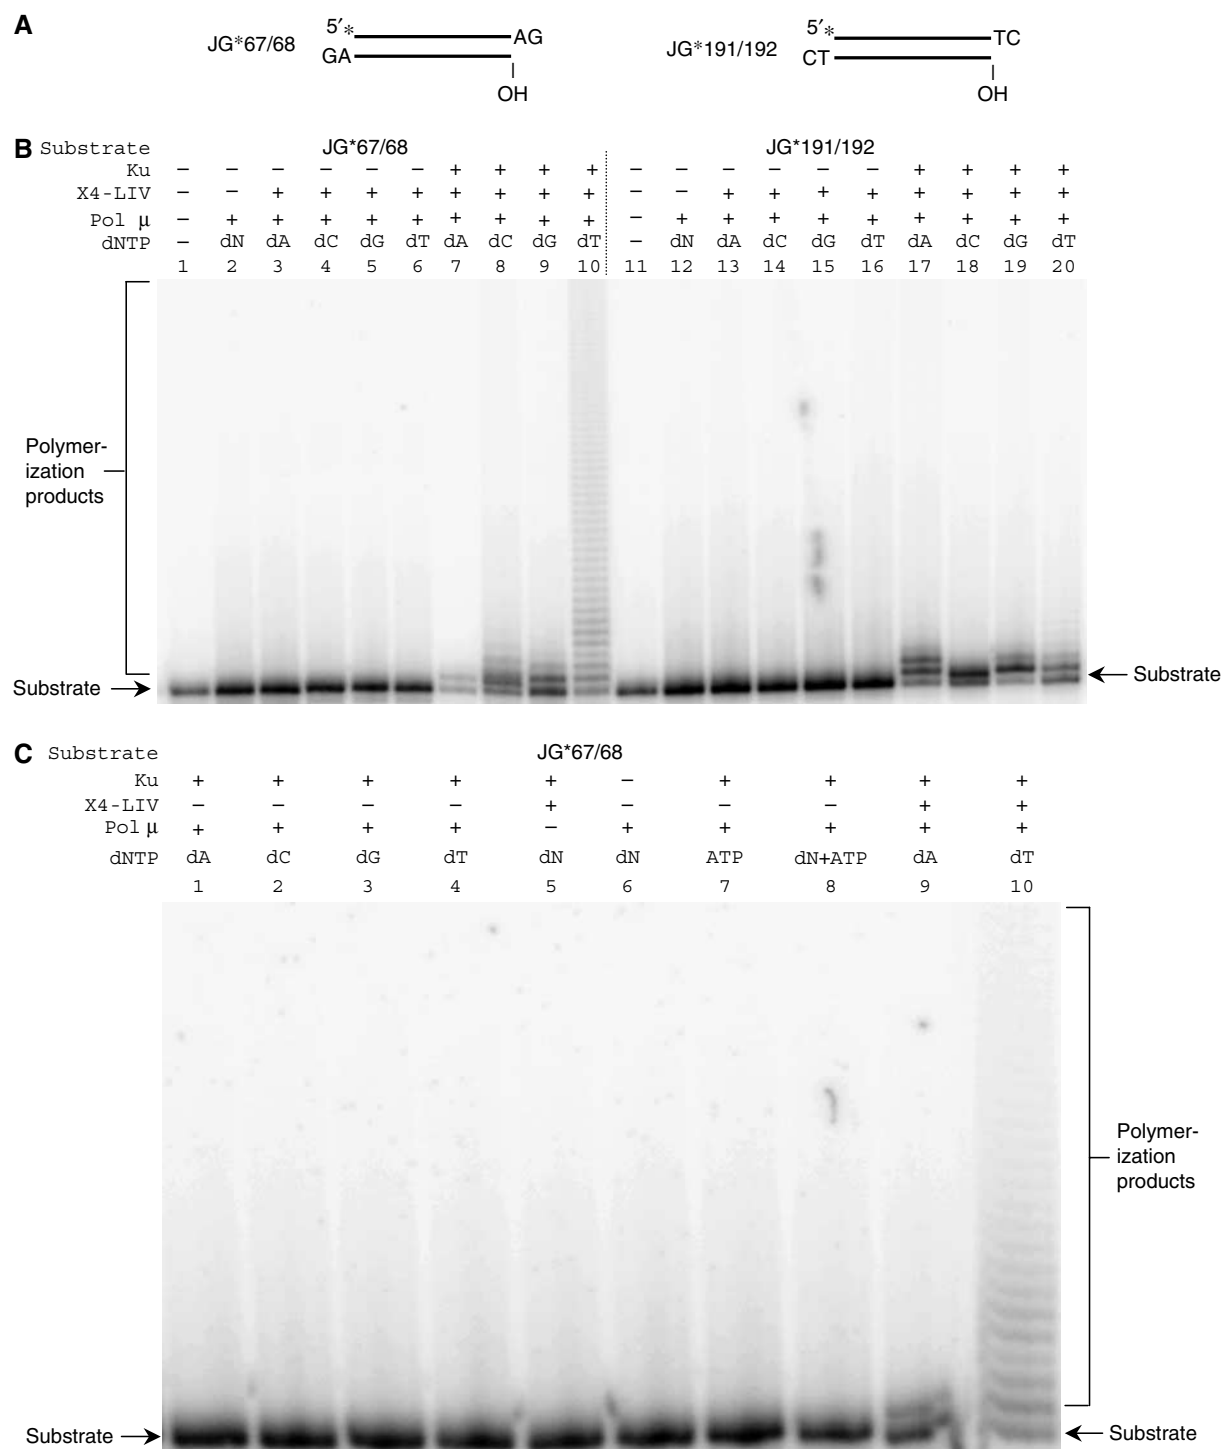 A
JG*67/68
5′*
AG
GA
OH
JG*191/192
5′*
TC
CT
OH
B
Substrate JG*67/68 JG*191/192
Ku − − − − − − + + + + − − − − − − + + + +
X4-LIV − − + + + + + + + + − − + + + + + + + +
Pol μ − + + + + + + + + + − + + + + + + + + +
dNTP − dN dA dC dG dT dA dC dG dT − dN dA dC dG dT dA dC dG dT
1 2 3 4 5 6 7 8 9 10 11 12 13 14 15 16 17 18 19 20
Polymer-
ization
products
Substrate
Substrate
C
Substrate JG*67/68
Ku + + + + + − + + + +
X4-LIV − − − − + − − − + +
Pol μ + + + + − + + + + +
dNTP dA dC dG dT dN dN ATP dN+ATP dA dT
1 2 3 4 5 6 7 8 9 10
Polymer-
ization
products
Substrate
Substrate